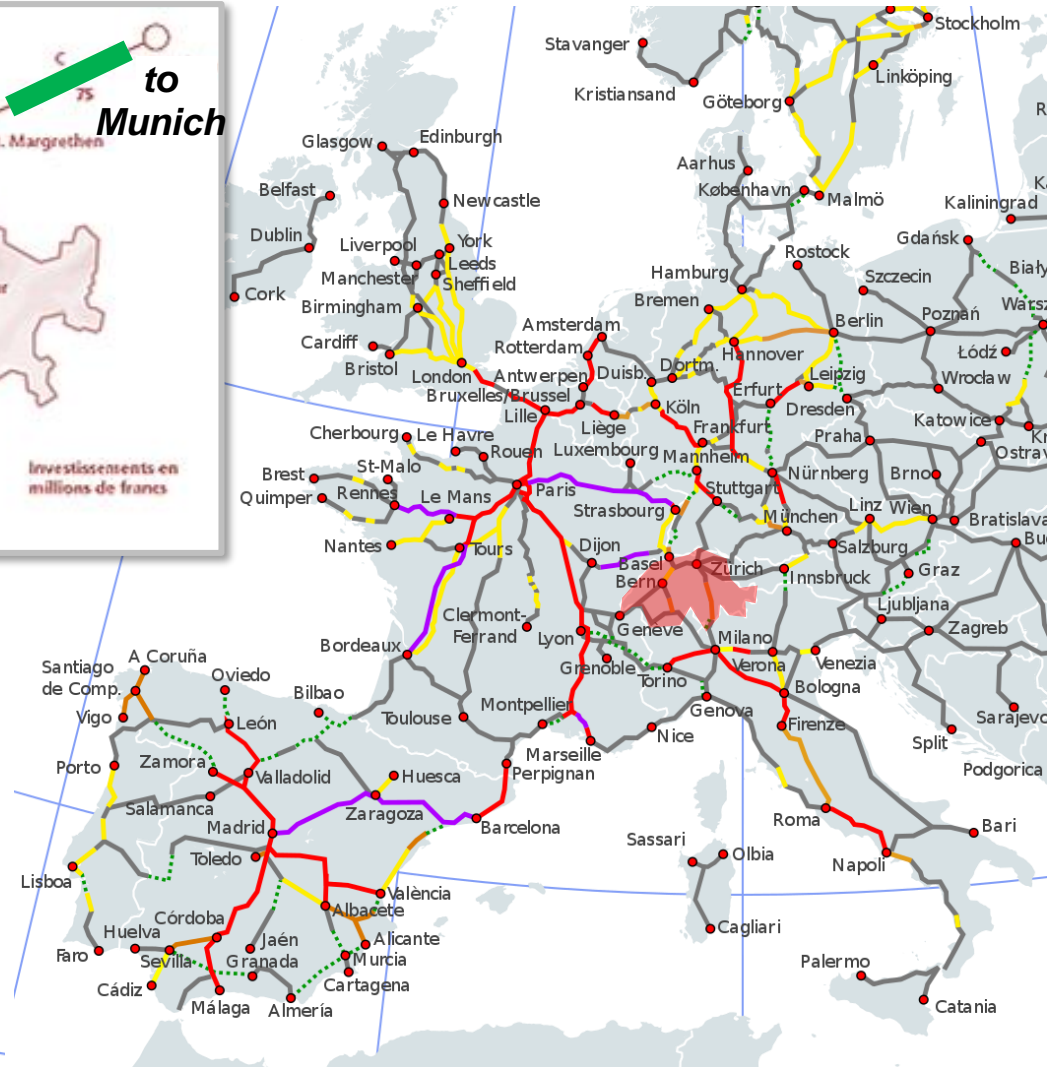 c
75
to
Munich
. Margrethen
Investissements en
millions de francs
Stockholm
Stavanger
Linköping
Kristiansand
Göteborg
Glasgow
Edinburgh
Aarhus
Belfast
København
Malmö
Newcastle
Kaliningrad
Dublin
Liverpool
York
Leeds
Gdańsk
Rostock
Manchester
Sheffield
Hamburg
Szczecin
Cork
Birmingham
Bremen
Amsterdam
Berlin
Poznań
Cardiff
Rotterdam
Hannover
Łódź
Bristol
London
Antwerpen
Duisb.
Dortm.
Leipzig
Bruxelles/Brussel
Erfurt
Wrocław
Lille
Köln
Dresden
Liège
Frankfurt
Katowice
Cherbourg
Le Havre
Praha
Rouen
Luxembourg
Mannheim
Brest
St-Malo
Nürnberg
Brno
Quimper
Rennes
Le Mans
Paris
Stuttgart
Strasbourg
München
Linz
Wien
Bratislava
Nantes
Tours
Dijon
Salzburg
Basel
Zürich
Bern
Innsbruck
Graz
Clermont-
Ferrand
Ljubljana
Lyon
Genève
Zagreb
Bordeaux
Milano
Santiago
de Comp.
A Coruña
Grenoble
Verona
Venezia
Oviedo
Torino
Bilbao
Bologna
Vigo
León
Toulouse
Montpellier
Genova
Firenze
Sarajevo
Nice
Split
Porto
Zamora
Marseille
Valladolid
Huesca
Perpignan
Podgorica
Salamanca
Zaragoza
Madrid
Barcelona
Roma
Bari
Toledo
Sassari
Olbia
Napoli
Lisboa
València
Albacete
Córdoba
Cagliari
Huelva
Jaén
Alicante
Faro
Sevilla
Granada
Murcia
Palermo
Cádiz
Cartagena
Málaga
Almería
Catania